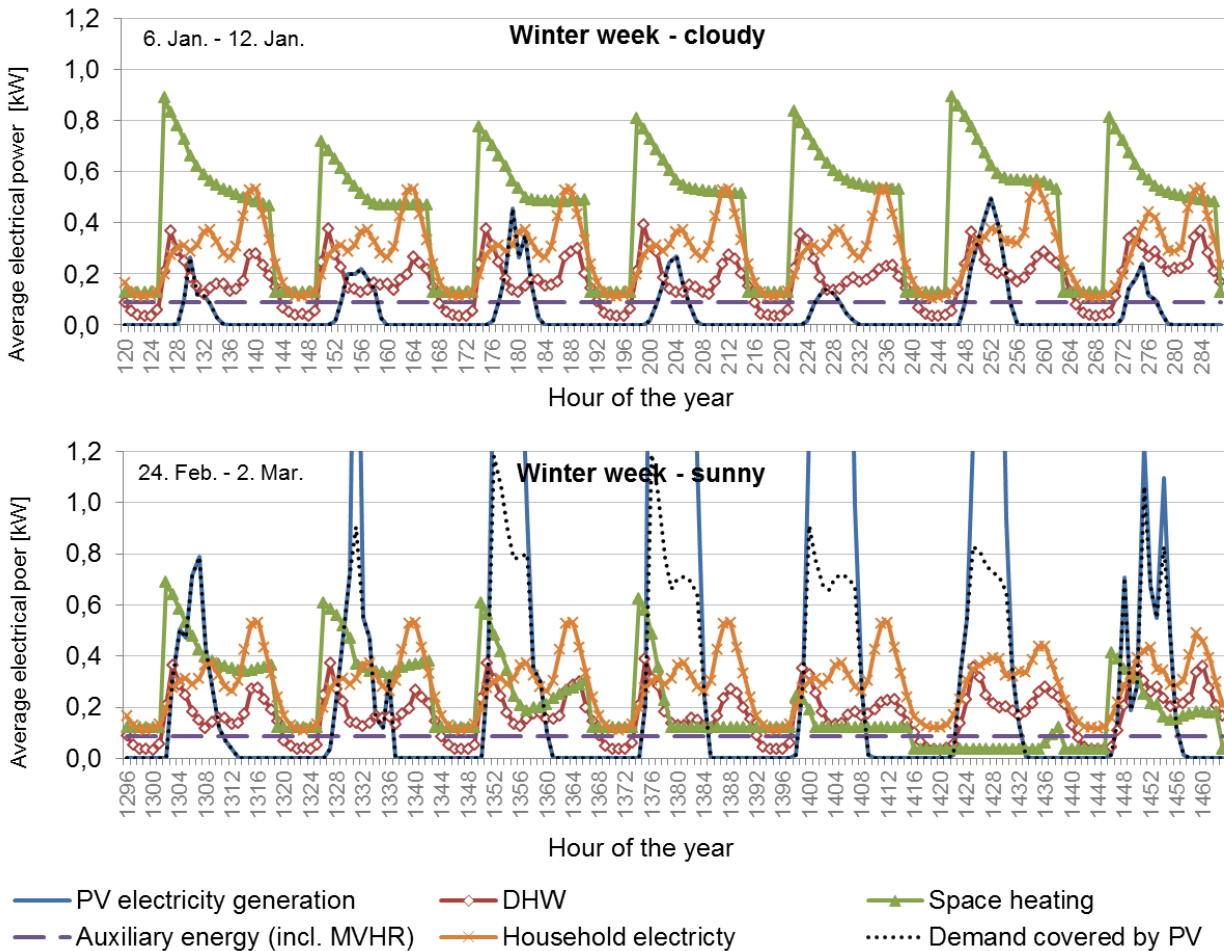 1,2
6. Jan. - 12. Jan.
Winter week - cloudy
1,0
0,8
0,6
0,4
0,2
0,0
Average electrical power [kW]
120 124 128 132 136 140 144 148 152 156 160 164 168 172 176 180 184 188 192 196 200 204 208 212 216 220 224 228 232 236 240 244 248 252 256 260 264 268 272 276 280 284
Hour of the year
1,2
24. Feb. - 2. Mar.
Winter week - sunny
1,0
0,8
0,6
0,4
0,2
0,0
Average electrical poer [kW]
1296 1300 1304 1308 1312 1316 1320 1324 1328 1332 1336 1340 1344 1348 1352 1356 1360 1364 1368 1372 1376 1380 1384 1388 1392 1396 1400 1404 1408 1412 1416 1420 1424 1428 1432 1436 1440 1444 1448 1452 1456 1460
Hour of the year
PV electricity generation
DHW
Space heating
Auxiliary energy (incl. MVHR)
Household electricty
Demand covered by PV